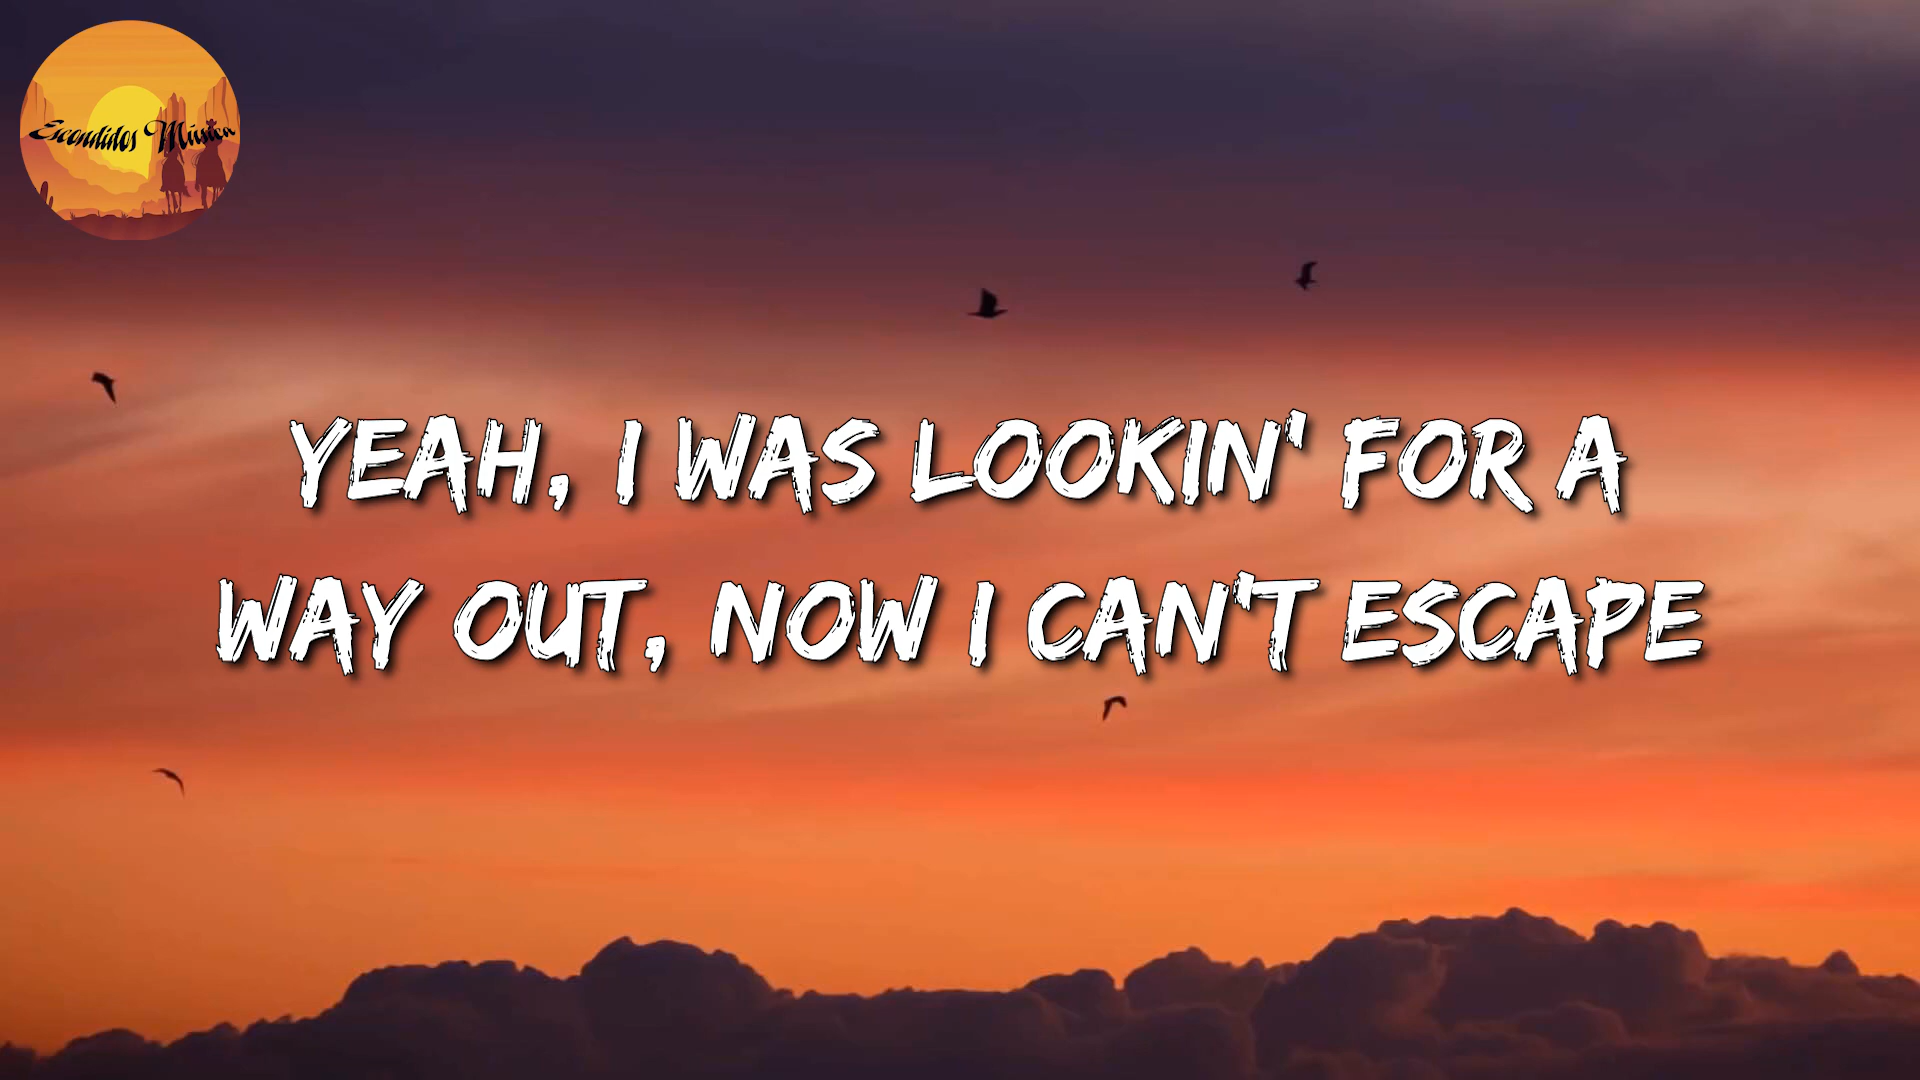 Escondidos Música
YEAH, I WAS LOOKIN' FOR A
WAY OUT, NOW I CAN'T ESCAPE